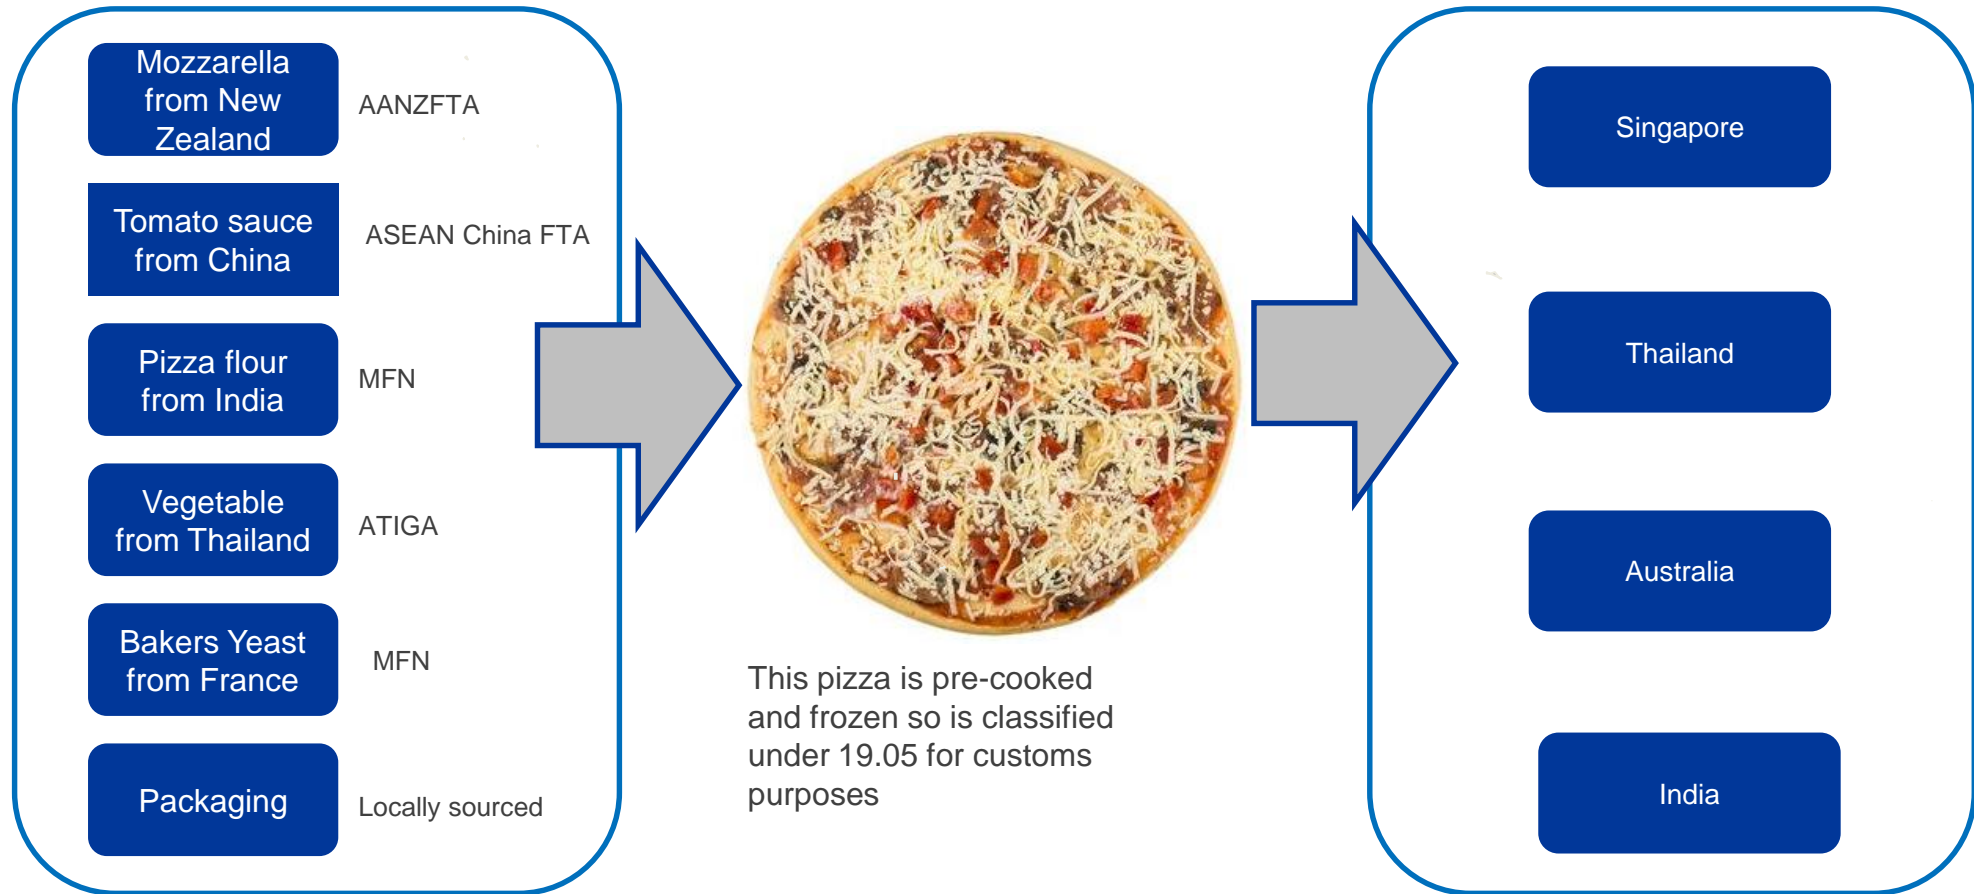 Mozzarella
from New
Zealand
AANZFTA
Tomato sauce
from China
ASEAN China FTA
Pizza flour
from India
MFN
Vegetable
from Thailand
ATIGA
Bakers Yeast
from France
MFN
Packaging
Locally sourced
This pizza is pre-cooked
and frozen so is classified
under 19.05 for customs
purposes
Singapore
Thailand
Australia
India